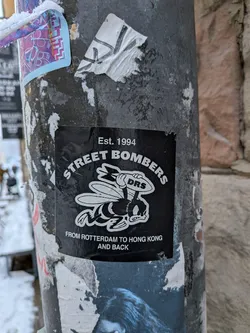 Est. 1994
STREET BOMBERS
DRS
FROM ROTTERDAM TO HONG KONG
AND BACK